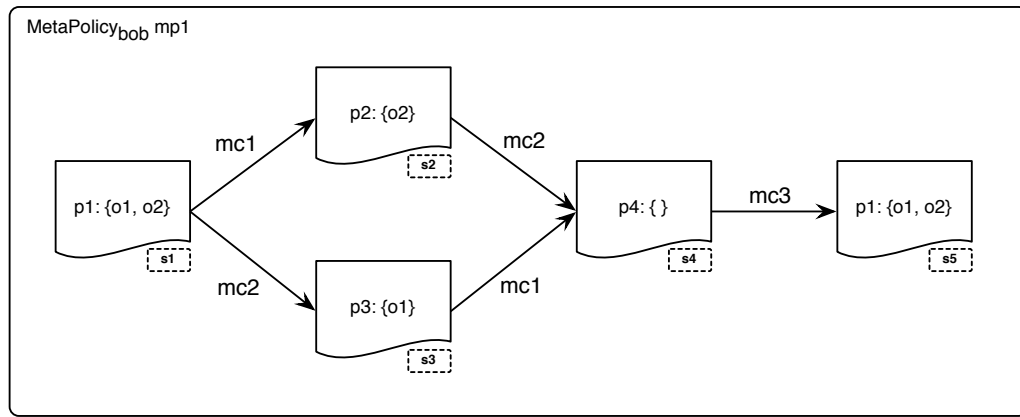 MetaPolicybob mp1
p2: {o2}
s2
mc1
mc2
p1: {o1, o2}
s1
p4: { }
s4
mc3
p1: {o1, o2}
s5
mc2
mc1
p3: {o1}
s3